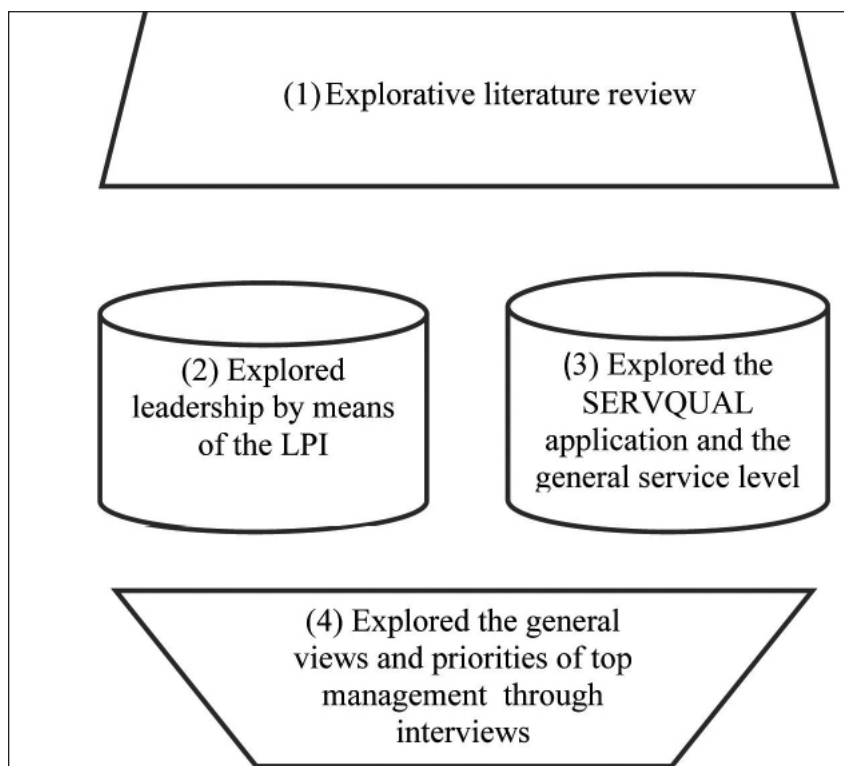 (1) Explorative literature review
(2) Explored
leadership by means
of the LPI
(3) Explored the
SERVQUAL
application and the
general service level
(4) Explored the general
views and priorities of top
management through
interviews